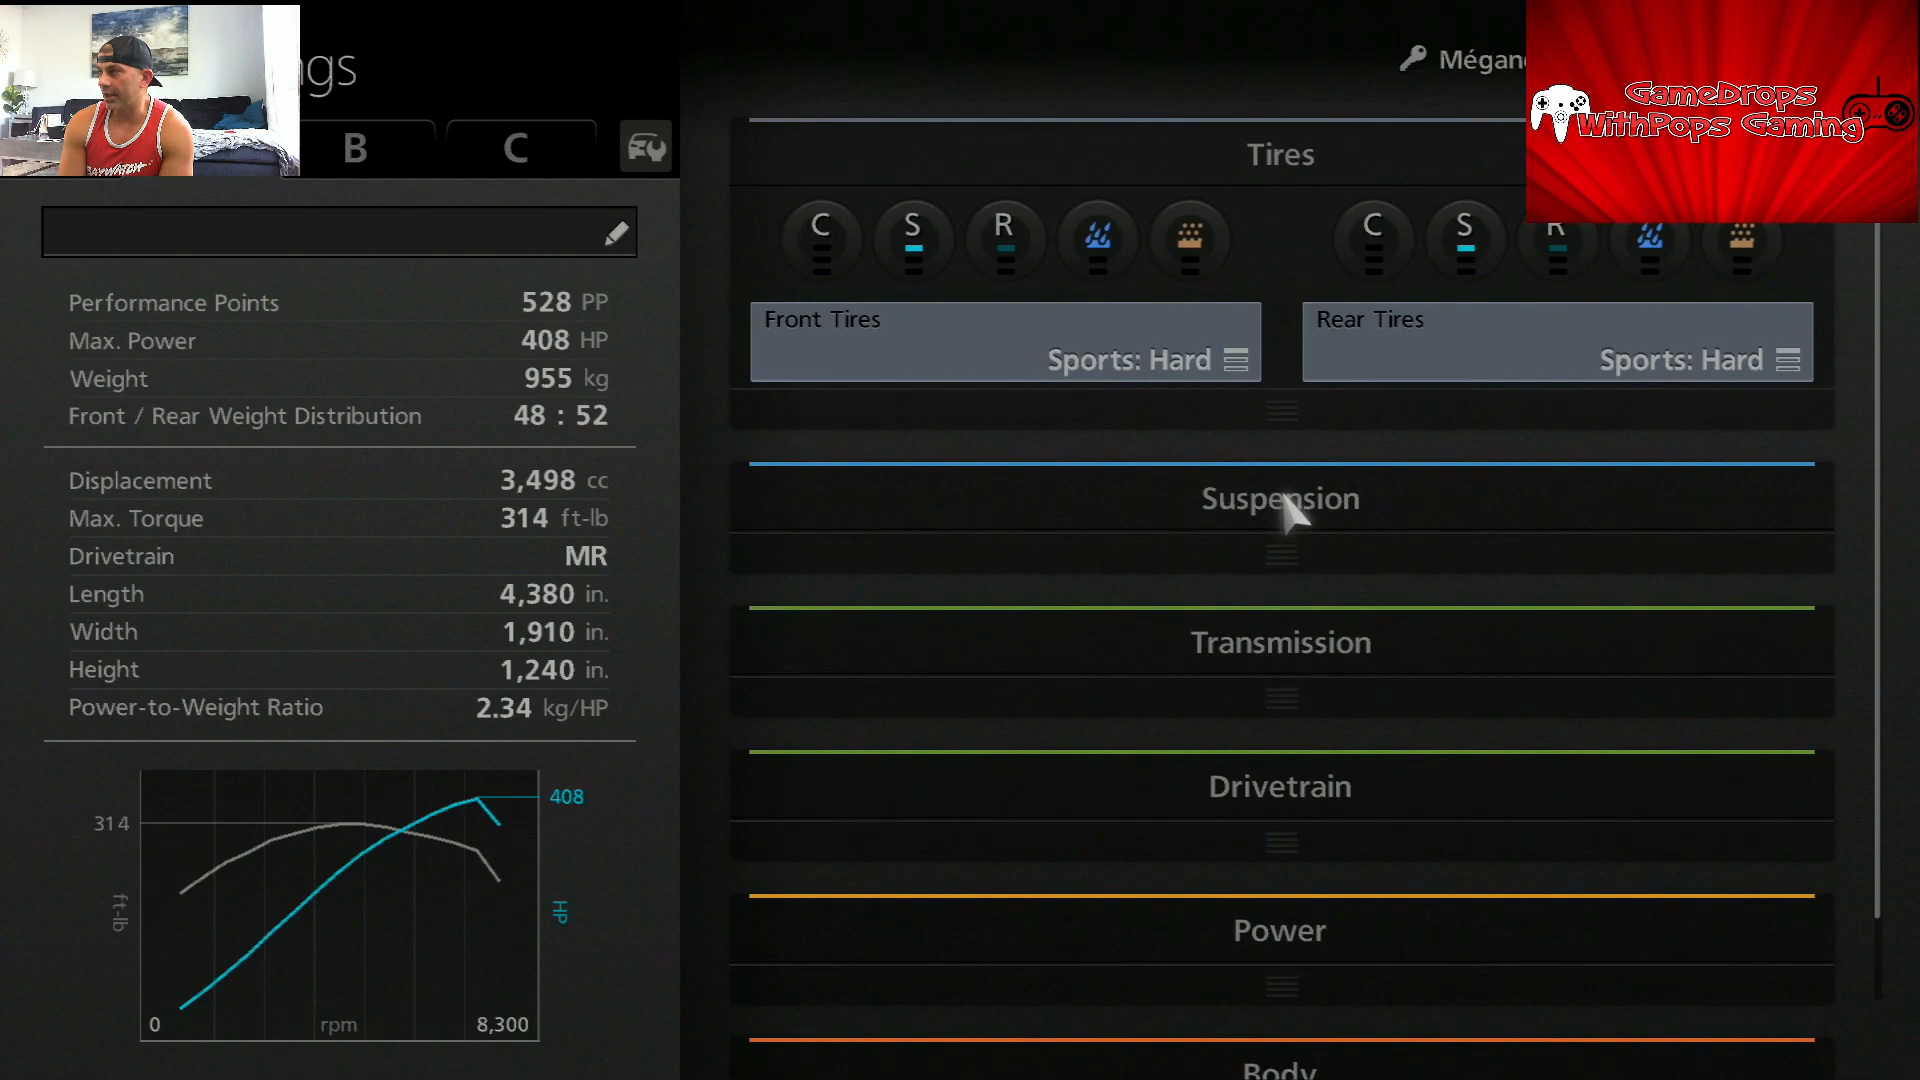 ngs
B
C
Mégan
GameDrops
WithPops Gaming
Performance Points 528 PP
Max. Power 408 HP
Weight 955 kg
Front / Rear Weight Distribution 48 : 52
Displacement 3,498 cc
Max. Torque 314 ft-lb
Drivetrain MR
Length 4,380 in.
Width 1,910 in.
Height 1,240 in.
Power-to-Weight Ratio 2.34 kg/HP
408
314
ft-lb
HP
0 rpm 8,300
Tires
C S R C S R
Front Tires
Sports: Hard
Rear Tires
Sports: Hard
Suspension
Transmission
Drivetrain
Power
Body
BAYWATCH